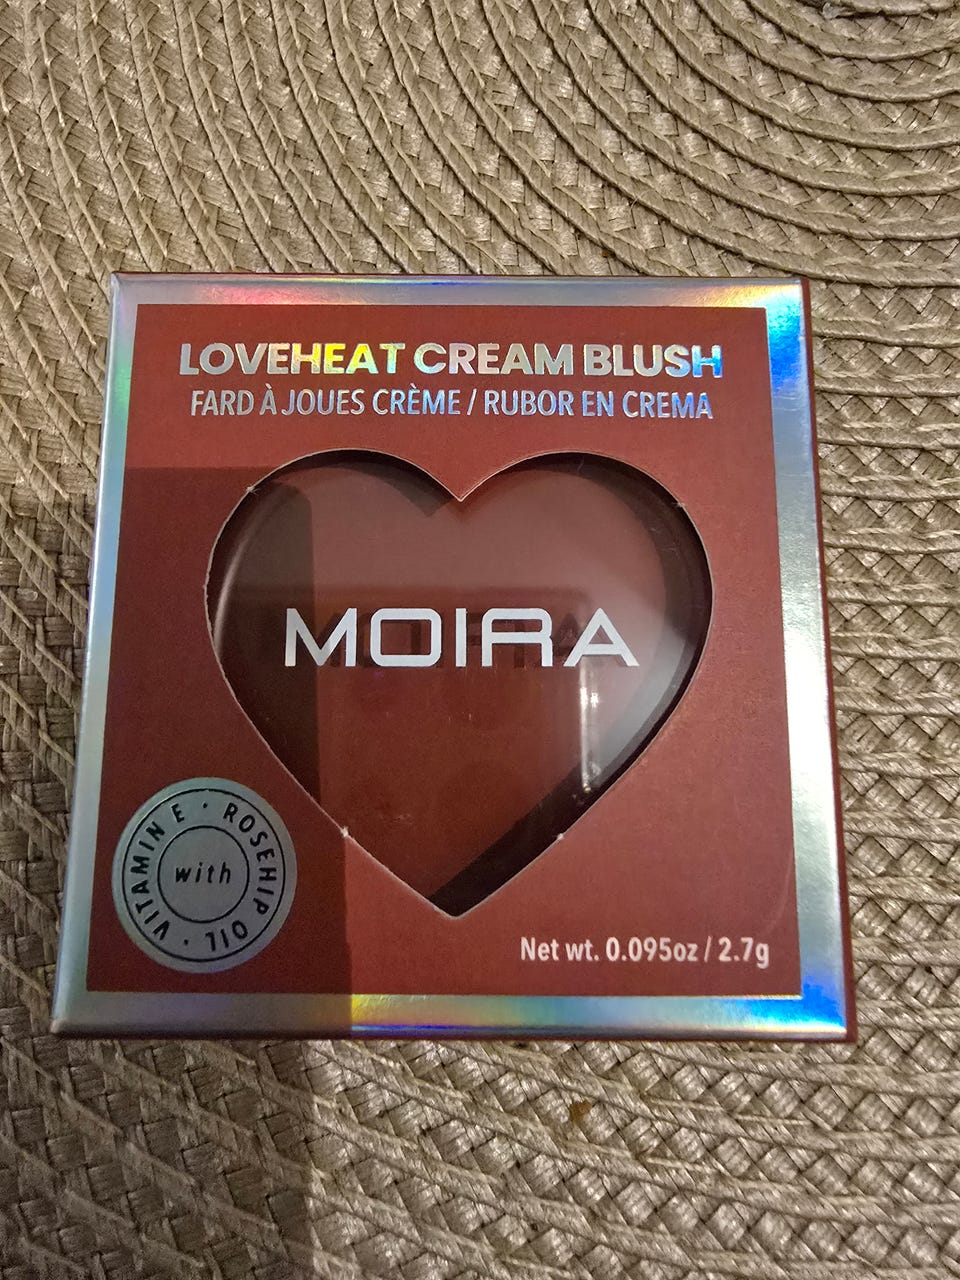 LOVEHEAT CREAM BLUSH
FARD À JOUES CRÈME / RUBOR EN CREMA
MOIRA
VITAMIN E · ROSEHIP OIL ·
with
Net wt. 0.095oz / 2.7g